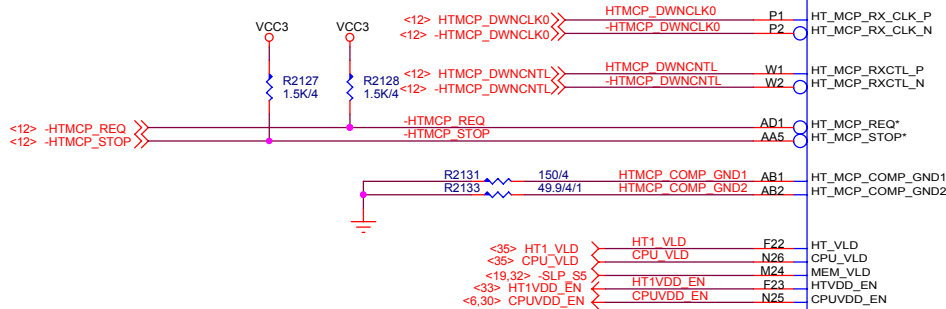 <12> HTMCP_DWNCLK0 HTMCP_DWNCLK0 P1 HT_MCP_RX_CLK_P
<12> -HTMCP_DWNCLK0 -HTMCP_DWNCLK0 P2 HT_MCP_RX_CLK_N
VCC3 VCC3
R2127 R2128
1.5K/4 1.5K/4
<12> HTMCP_DWNCNTL HTMCP_DWNCNTL W1 HT_MCP_RXCTL_P
<12> -HTMCP_DWNCNTL -HTMCP_DWNCNTL W2 HT_MCP_RXCTL_N
<12> -HTMCP_REQ -HTMCP_REQ AD1 HT_MCP_REQ*
<12> -HTMCP_STOP -HTMCP_STOP AA5 HT_MCP_STOP*
R2131 150/4 HTMCP_COMP_GND1 AB1 HT_MCP_COMP_GND1
R2133 49.9/4/1 HTMCP_COMP_GND2 AB2 HT_MCP_COMP_GND2
<35> HT1_VLD HT1_VLD F22 HT_VLD
<35> CPU_VLD CPU_VLD N26 CPU_VLD
<19,32> -SLP_S5 M24 MEM_VLD
<33> HT1VDD_EN HT1VDD_EN F23 HTVDD_EN
<6,30> CPUVDD_EN CPUVDD_EN N25 CPUVDD_EN